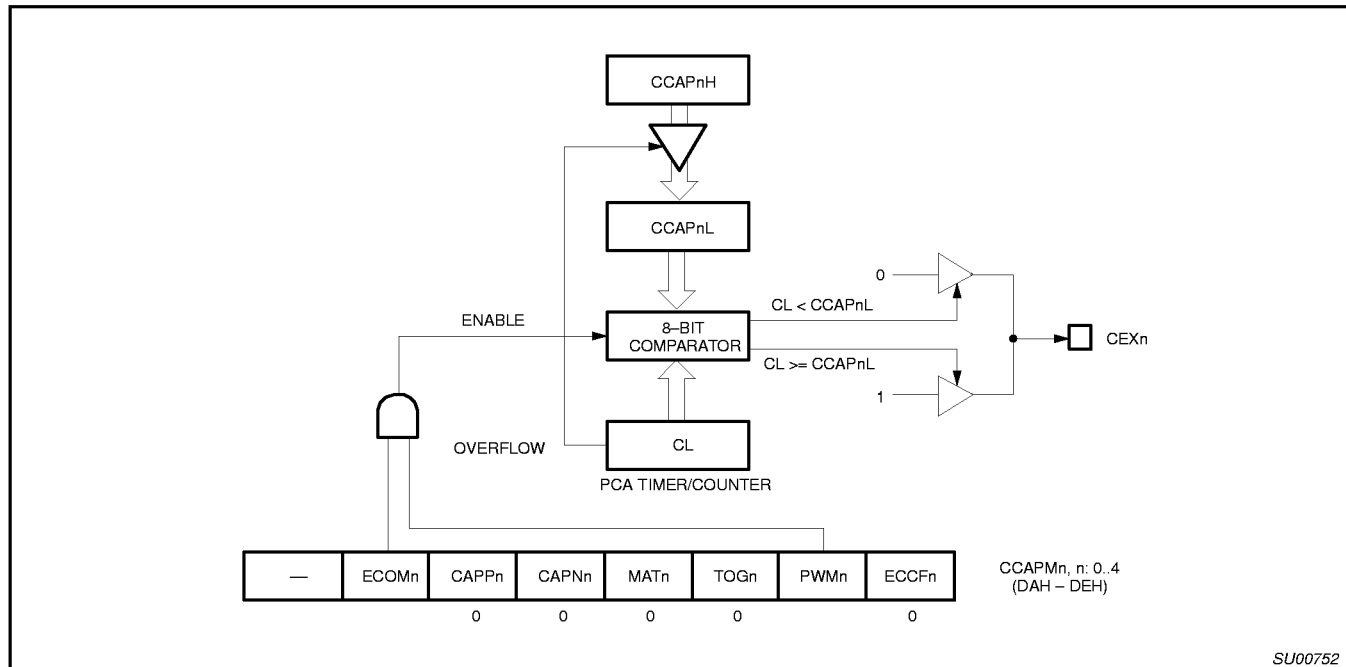 CCAPnH
CCAPnL
0
CL < CCAPnL
ENABLE
8–BIT
COMPARATOR
CEXn
CL >= CCAPnL
1
OVERFLOW
CL
PCA TIMER/COUNTER
— ECOMn CAPPn CAPNn MATn TOGn PWMn ECCFn
CCAPMn, n: 0..4
(DAH – DEH)
0 0 0 0 0
SU00752